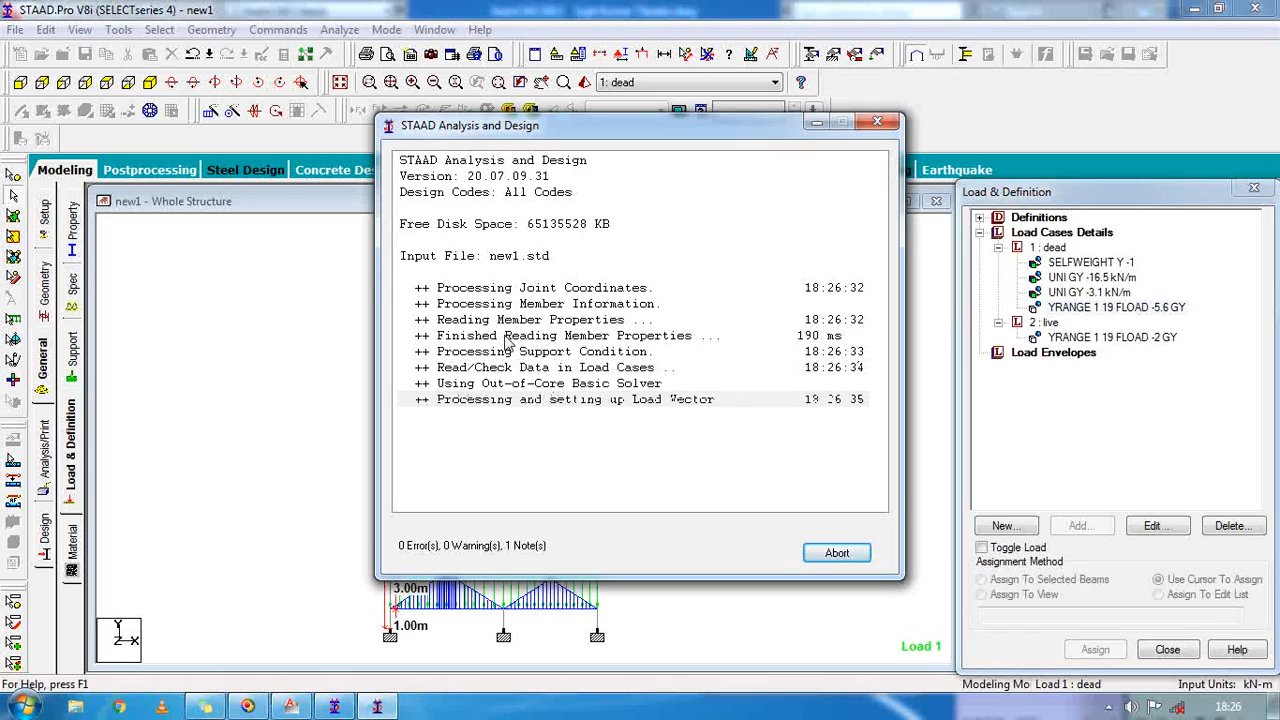 STAAD.Pro V8i (SELECTseries 4) - new1
File Edit View Tools Select Geometry Commands Analyze Mode Window Help
1: dead
Modeling Postprocessing Steel Design Concrete De Earthquake
new1 - Whole Structure
Setup
Geometry
General
Analysis/Print
Design
Property
Spec
Support
Load & Definition
Material
STAAD Analysis and Design
STAAD Analysis and Design
Version: 20.07.09.31
Design Codes: All Codes
Free Disk Space: 65135528 KB
Input File: new1.std
++ Processing Joint Coordinates. 18:26:32
++ Processing Member Information.
++ Reading Member Properties ... 18:26:32
++ Finished Reading Member Properties ... 190 ms
++ Processing Support Condition. 18:26:33
++ Read/Check Data in Load Cases .. 18:26:34
++ Using Out-of-Core Basic Solver
++ Processing and setting up Load Vector 18:26:35
0 Error(s), 0 Warning(s), 1 Note(s)
Abort
3.00m
1.00m
Y
Z X
Load 1
Load & Definition
Definitions
Load Cases Details
1 : dead
SELFWEIGHT Y -1
UNI GY -16.5 kN/m
UNI GY -3.1 kN/m
YRANGE 1 19 FLOAD -5.6 GY
2 : live
YRANGE 1 19 FLOAD -2 GY
Load Envelopes
New... Add... Edit ... Delete...
Toggle Load
Assignment Method
Assign To Selected Beams Use Cursor To Assign
Assign To View Assign To Edit List
Assign Close Help
For Help, press F1 Modeling Mo Load 1 : dead Input Units: kN-m
18:26